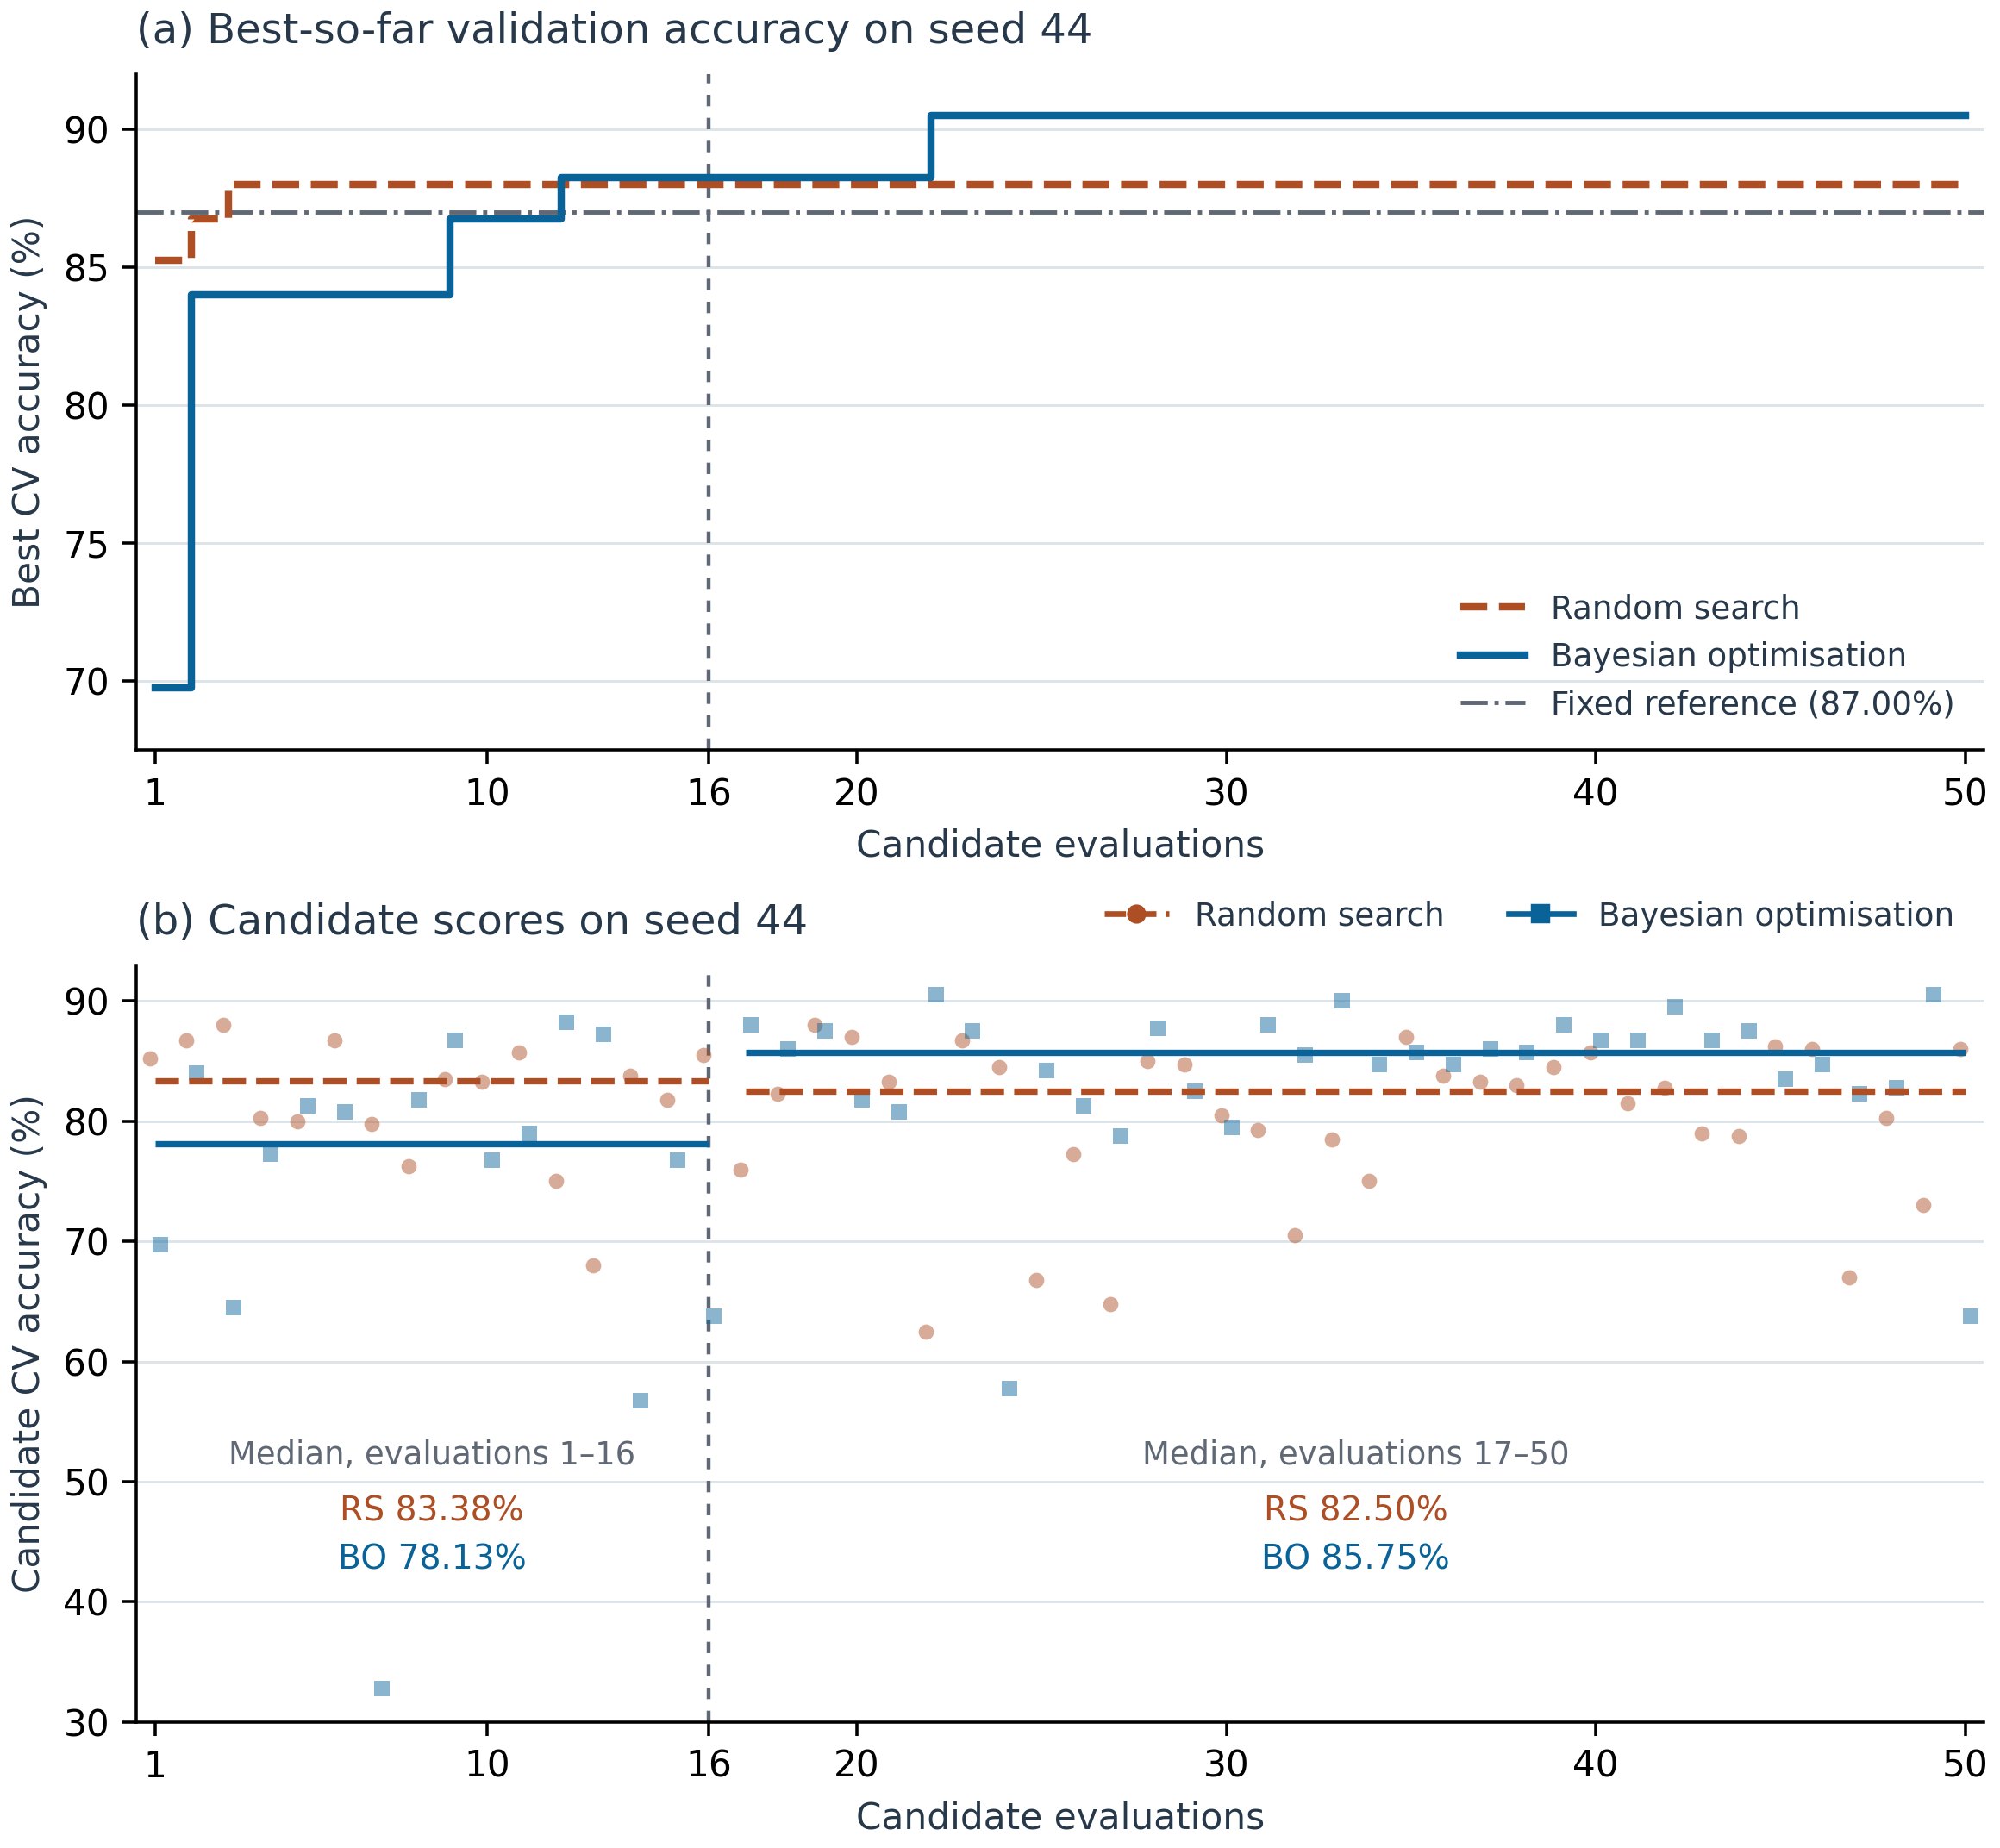 (a) Best-so-far validation accuracy on seed 44
Best CV accuracy (%)
90
85
80
75
70
Random search
Bayesian optimisation
Fixed reference (87.00%)
1 10 16 20 30 40 50
Candidate evaluations
(b) Candidate scores on seed 44
Random search Bayesian optimisation
Candidate CV accuracy (%)
90
80
70
60
50
40
30
Median, evaluations 1–16
RS 83.38%
BO 78.13%
Median, evaluations 17–50
RS 82.50%
BO 85.75%
1 10 16 20 30 40 50
Candidate evaluations